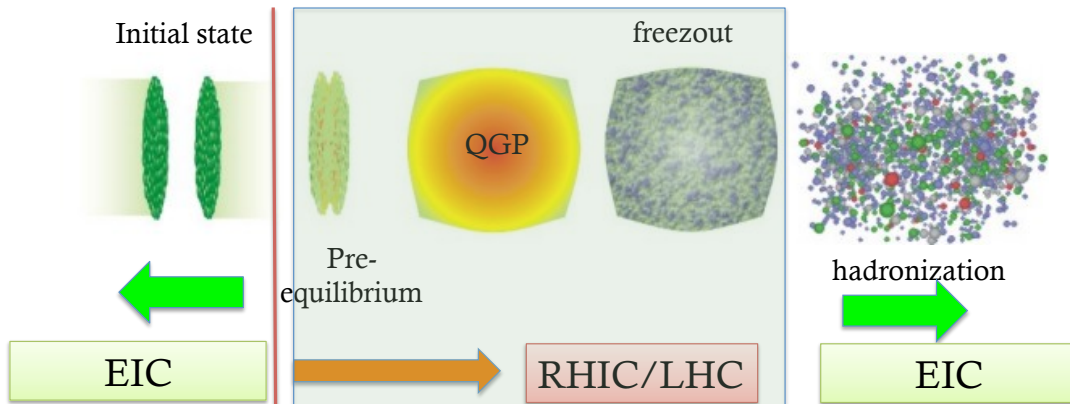 Initial state
freezout
QGP
Pre-
equilibrium
hadronization
EIC
RHIC/LHC
EIC